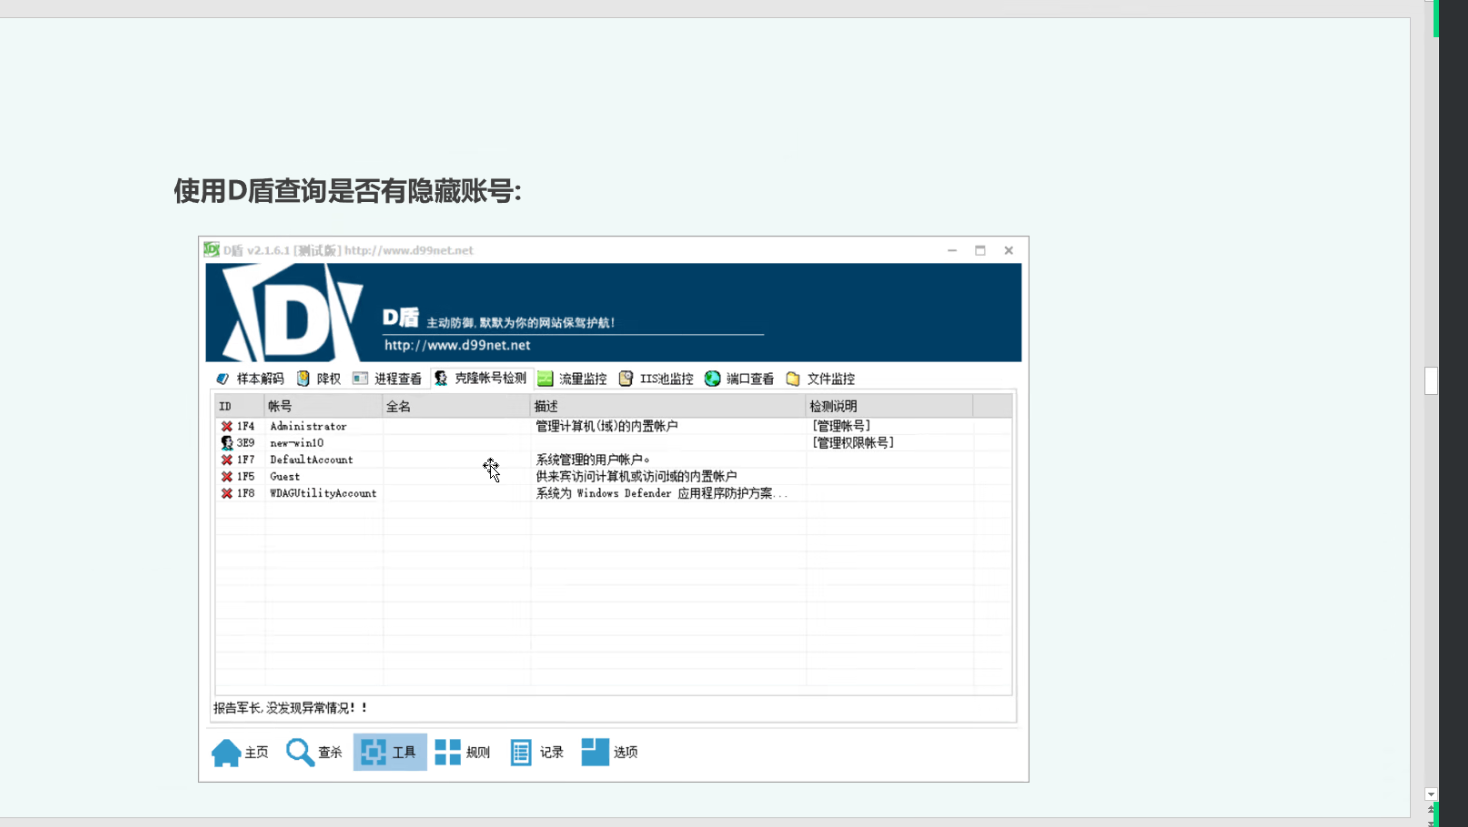 使用D盾查询是否有隐藏账号:
D盾 v2.1.6.1 [测试版] http://www.d99net.net
D盾 主动防御,默默为你的网站保驾护航!
http://www.d99net.net
样本解码 降权 进程查看 克隆帐号检测 流量监控 IIS池监控 端口查看 文件监控
ID 帐号 全名 描述 检测说明
1F4 Administrator 管理计算机(域)的内置帐户 [管理帐号]
3E9 new-win10 [管理权限帐号]
1F7 DefaultAccount 系统管理的用户帐户。
1F5 Guest 供来宾访问计算机或访问域的内置帐户
1F8 WDAGUtilityAccount 系统为 Windows Defender 应用程序防护方案...
报告军长,没发现异常情况!!
主页 查杀 工具 规则 记录 选项